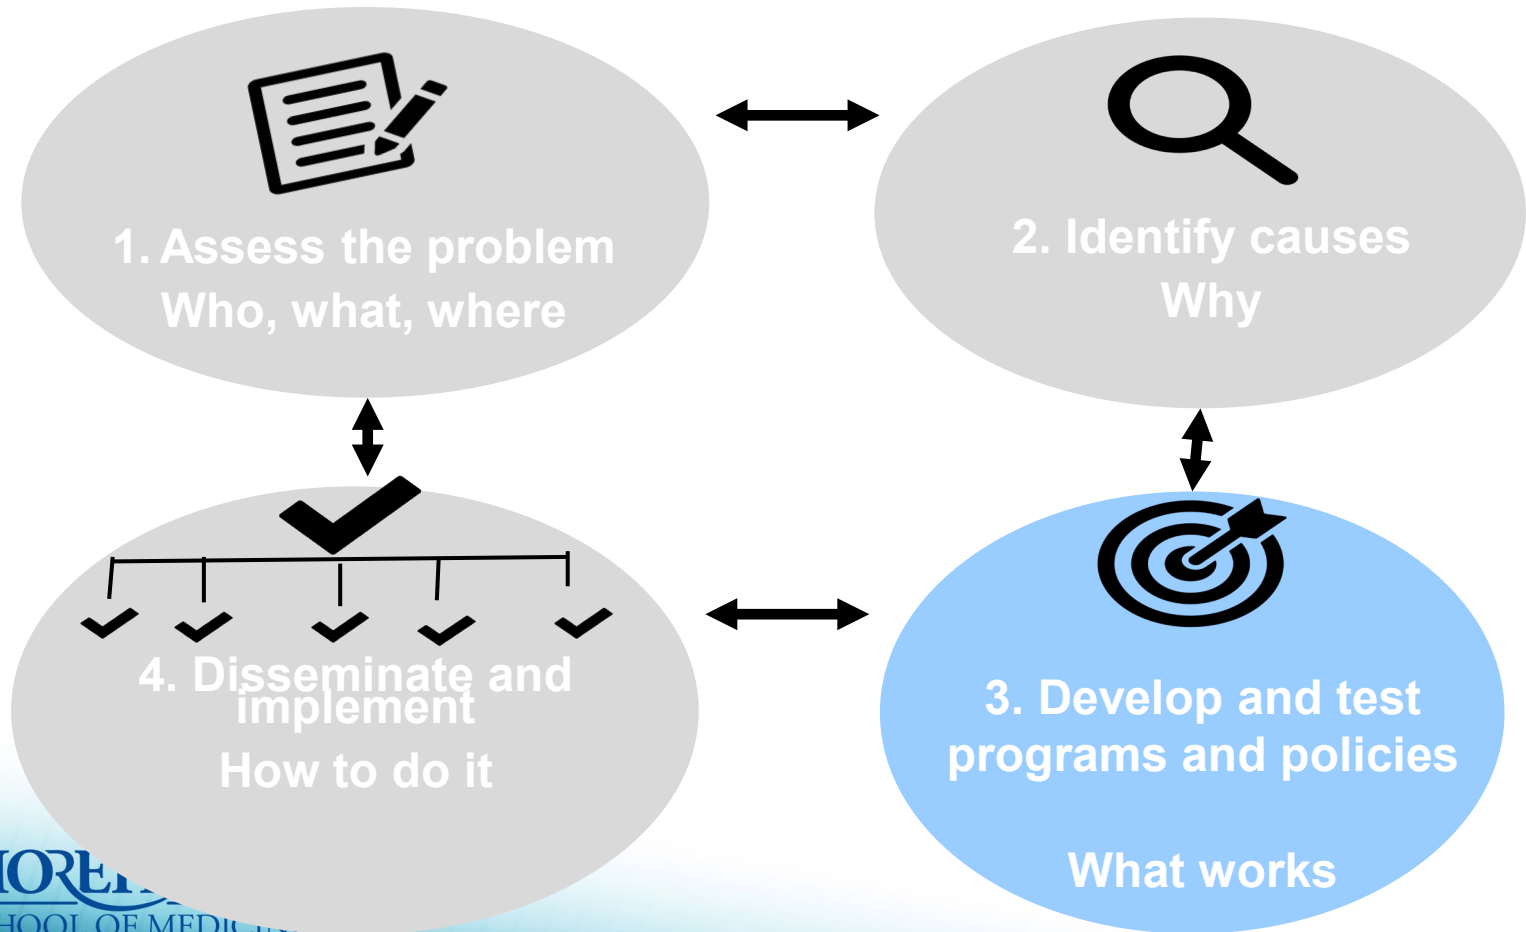 1. Assess the problem
Who, what, where
2. Identify causes
Why
4. Disseminate and
implement
How to do it
3. Develop and test
programs and policies
What works